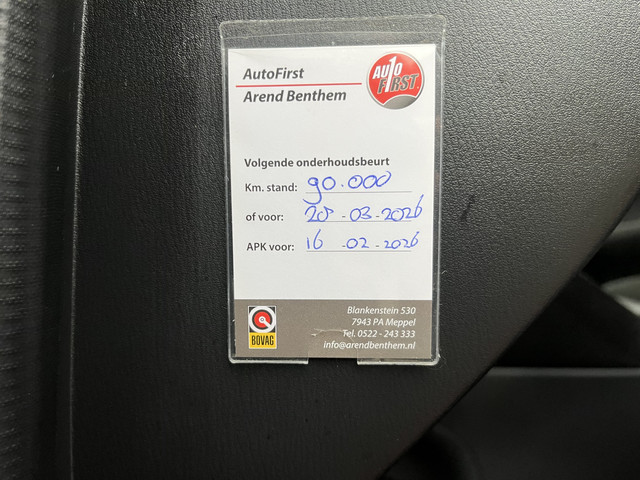 AutoFirst
Arend Benthem
AUTO
FIRST
Volgende onderhoudsbeurt
Km. stand: 90.000
of voor: 28-03-2026
APK voor: 16-02-2026
BOVAG
Blankenstein 530
7943 PA Meppel
Tel. 0522 - 243 333
info@arendbenthem.nl